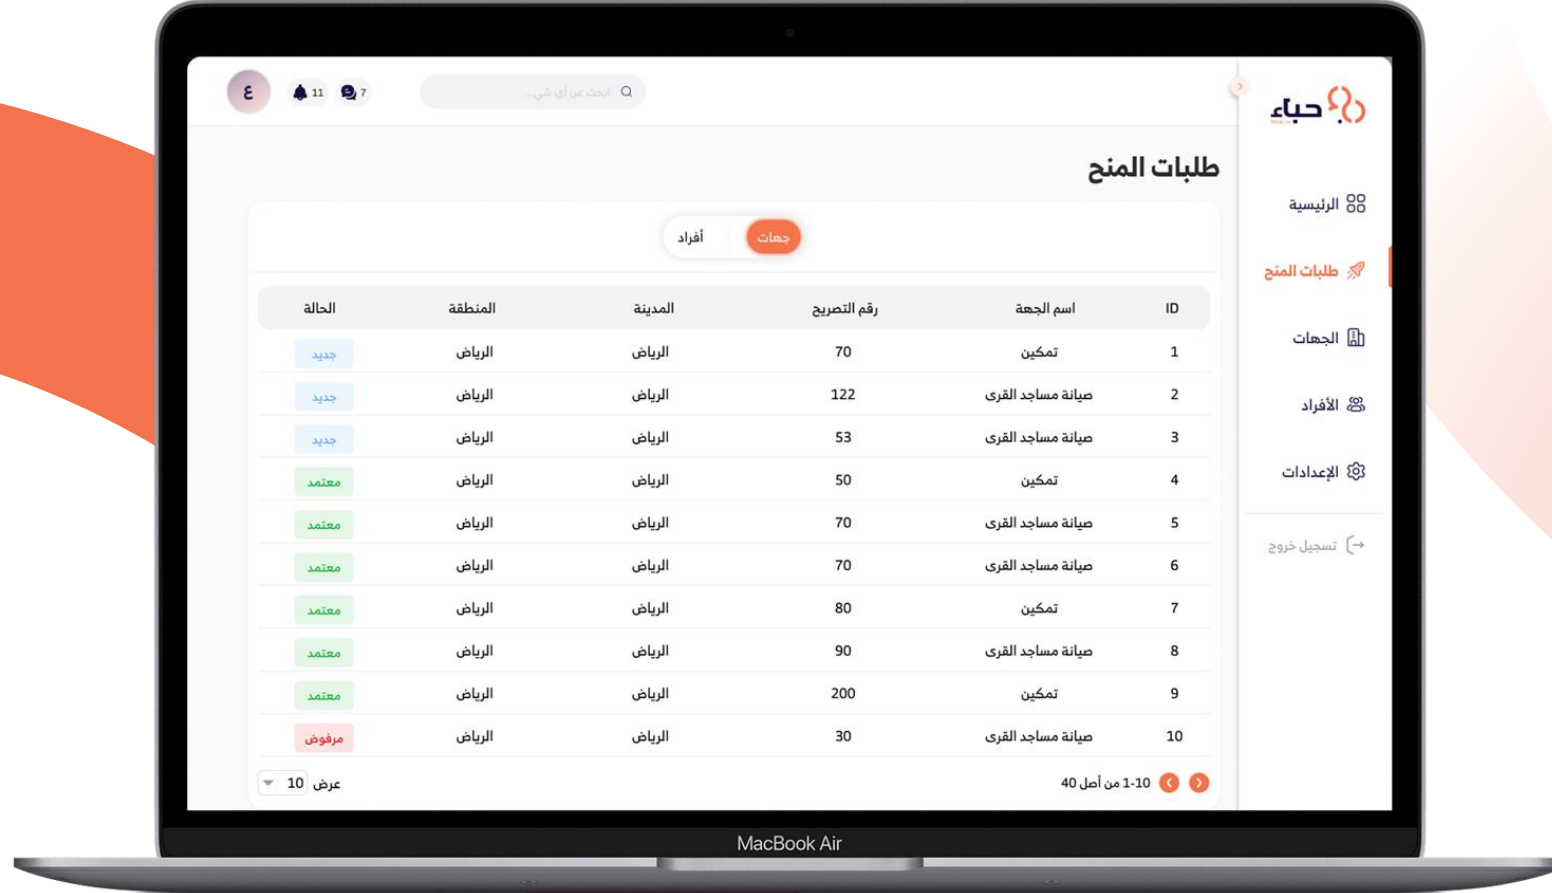 حباء
الرئيسية
طلبات المنح
الجهات
الأفراد
الإعدادات
تسجيل خروج
ابحث عن أي شي...
7
11
ع
طلبات المنح
جهات أفراد
ID اسم الجهة رقم التصريح المدينة المنطقة الحالة
1 تمكين 70 الرياض الرياض جديد
2 صيانة مساجد القرى 122 الرياض الرياض جديد
3 صيانة مساجد القرى 53 الرياض الرياض جديد
4 تمكين 50 الرياض الرياض معتمد
5 صيانة مساجد القرى 70 الرياض الرياض معتمد
6 صيانة مساجد القرى 70 الرياض الرياض معتمد
7 تمكين 80 الرياض الرياض معتمد
8 صيانة مساجد القرى 90 الرياض الرياض معتمد
9 تمكين 200 الرياض الرياض معتمد
10 صيانة مساجد القرى 30 الرياض الرياض مرفوض
1-10 من أصل 40
عرض 10
MacBook Air